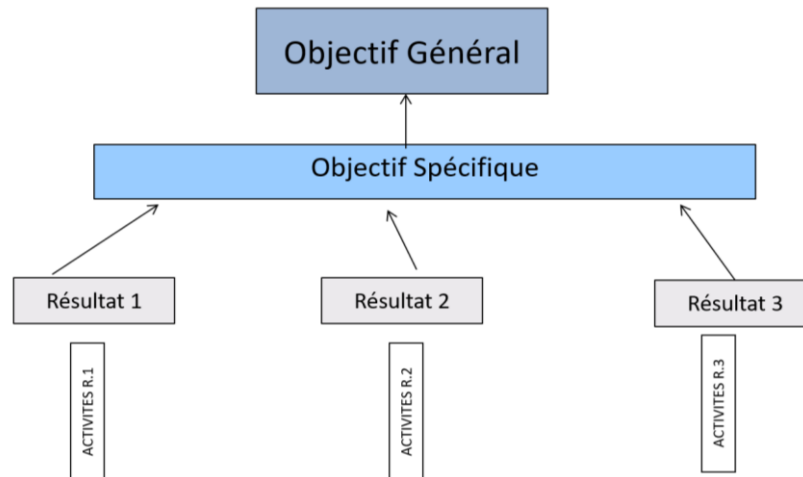 Objectif Général
Objectif Spécifique
Résultat 1
Résultat 2
Résultat 3
ACTIVITES R.1
ACTIVITES R.2
ACTIVITES R.3